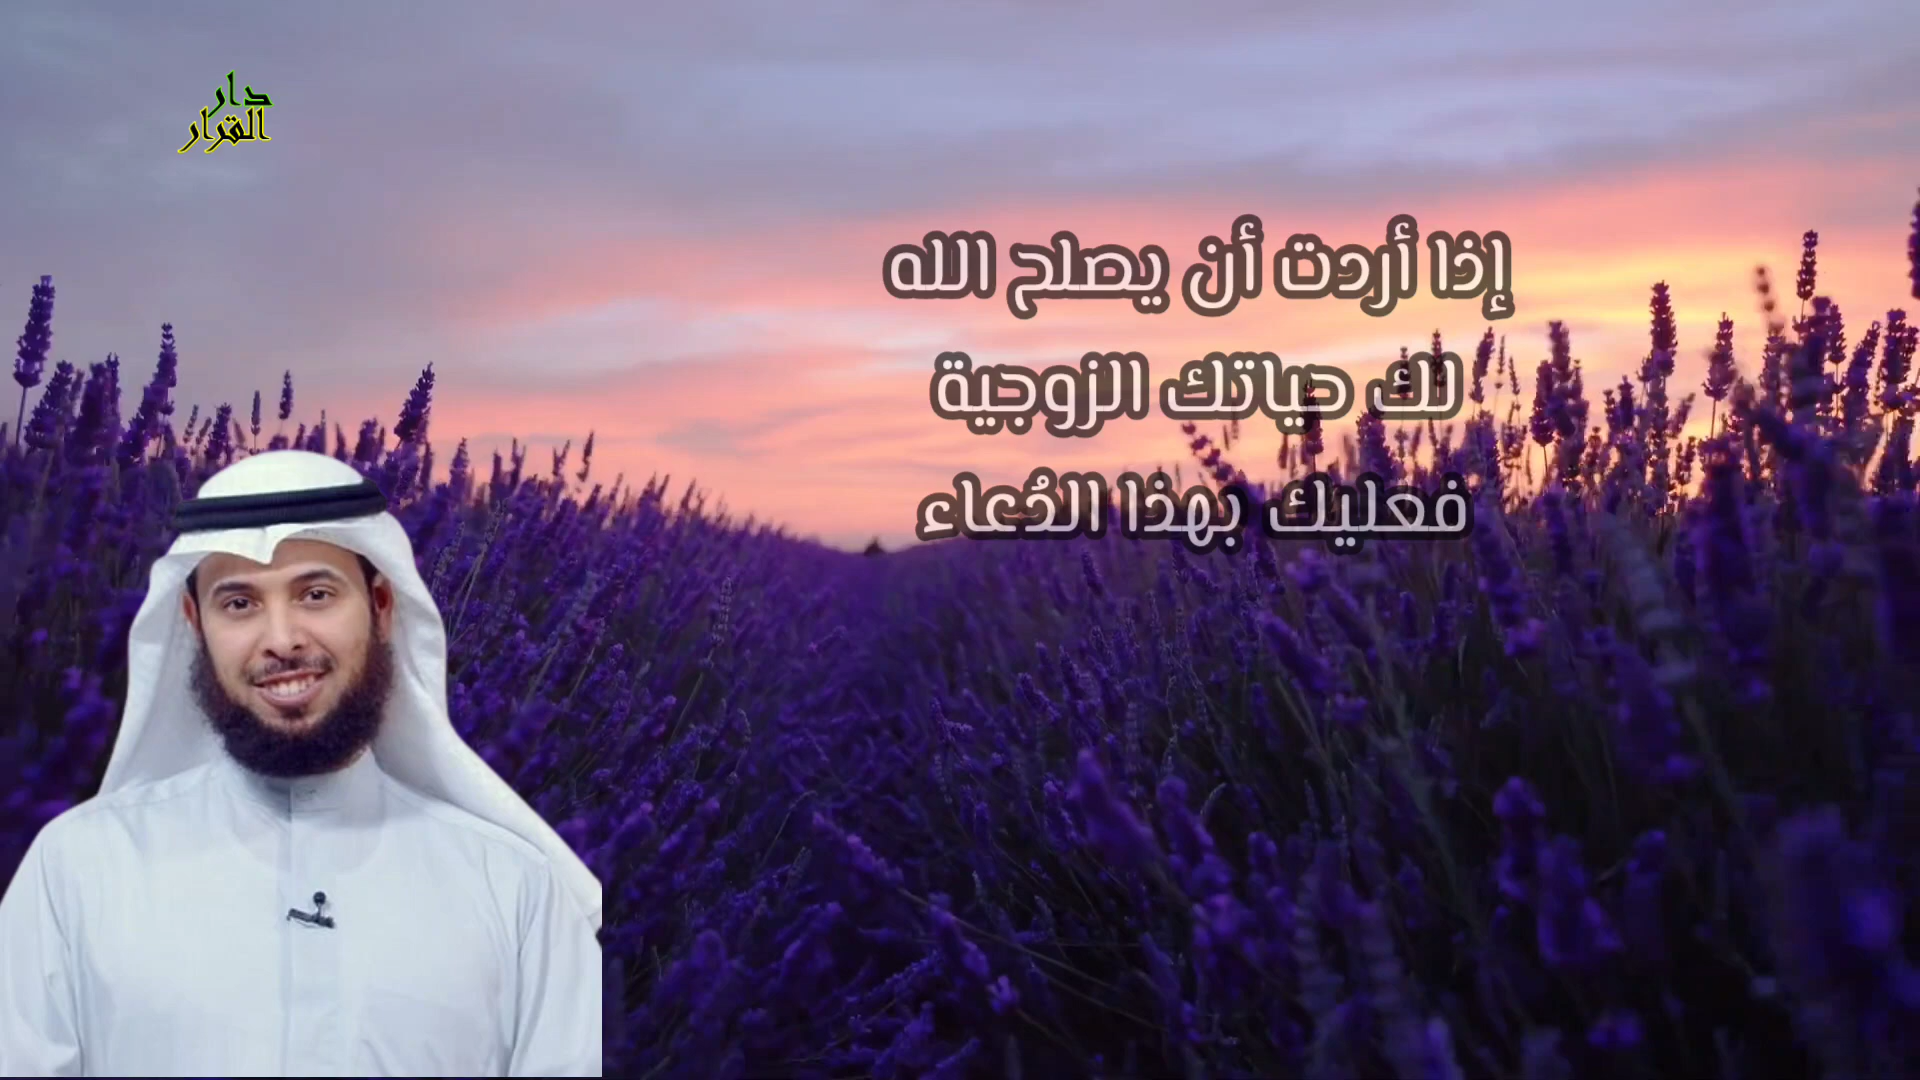 دار
القرار
إذا أردت أن يصلح الله
لك حياتك الزوجية
فعليك بهذا الدُعاء